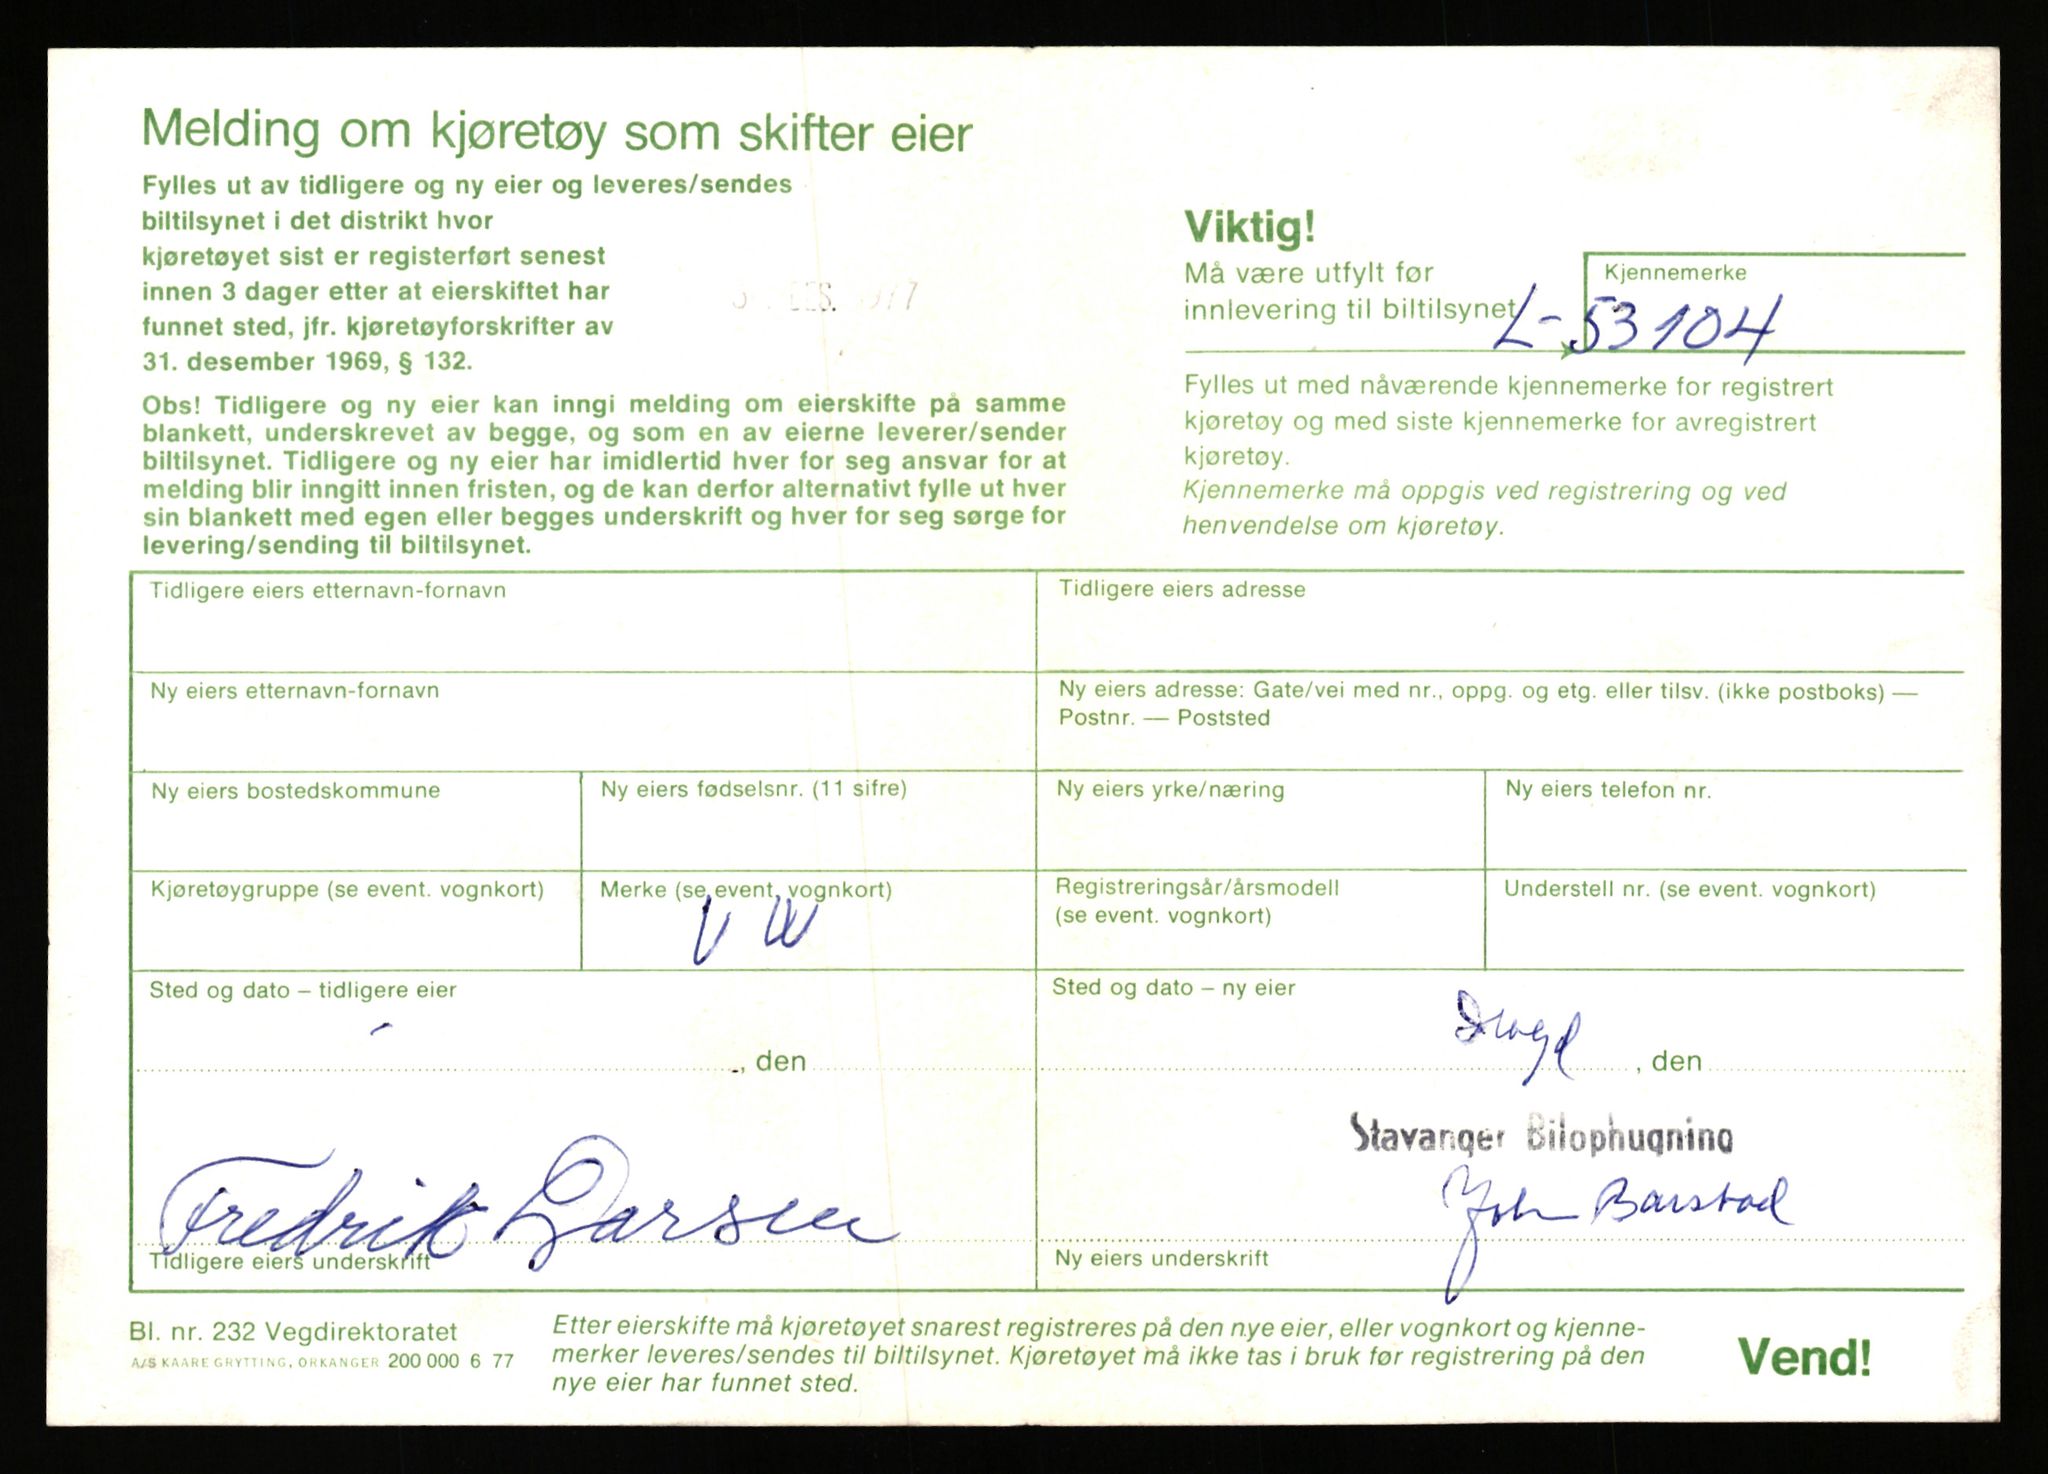 Melding om kjøretøy som skifter eier
Fylles ut av tidligere og ny eier og leveres/sendes
biltilsynet i det distrikt hvor
kjøretøyet sist er registerført senest
innen 3 dager etter at eierskiftet har
funnet sted, jfr. kjøretøyforskrifter av
31. desember 1969, § 132.
Obs! Tidligere og ny eier kan inngi melding om eierskifte på samme
blankett, underskrevet av begge, og som en av eierne leverer/sender
biltilsynet. Tidligere og ny eier har imidlertid hver for seg ansvar for at
melding blir inngitt innen fristen, og de kan derfor alternativt fylle ut hver
sin blankett med egen eller begges underskrift og hver for seg sørge for
levering/sending til biltilsynet.
Viktig!
Må være utfylt før
innlevering til biltilsynet
Kjennemerke
L-53104
Fylles ut med nåværende kjennemerke for registrert
kjøretøy og med siste kjennemerke for avregistrert
kjøretøy.
Kjennemerke må oppgis ved registrering og ved
henvendelse om kjøretøy.
Tidligere eiers etternavn-fornavn
Tidligere eiers adresse
Ny eiers etternavn-fornavn
Ny eiers adresse: Gate/vei med nr., oppg. og etg. eller tilsv. (ikke postboks) —
Postnr. — Poststed
Ny eiers bostedskommune
Ny eiers fødselsnr. (11 sifre)
Ny eiers yrke/næring
Ny eiers telefon nr.
Kjøretøygruppe (se event. vognkort)
Merke (se event. vognkort)
VW
Registreringsår/årsmodell
(se event. vognkort)
Understell nr. (se event. vognkort)
Sted og dato – tidligere eier
, den
Sted og dato – ny eier
, den
Stavanger Bilophugning
Fredrik Larsen
John Barstad
Tidligere eiers underskrift
Ny eiers underskrift
Bl. nr. 232 Vegdirektoratet
A/S KAARE GRYTTING, ORKANGER 200 000 6 77
Etter eierskifte må kjøretøyet snarest registreres på den nye eier, eller vognkort og kjenne-
merker leveres/sendes til biltilsynet. Kjøretøyet må ikke tas i bruk før registrering på den
nye eier har funnet sted.
Vend!